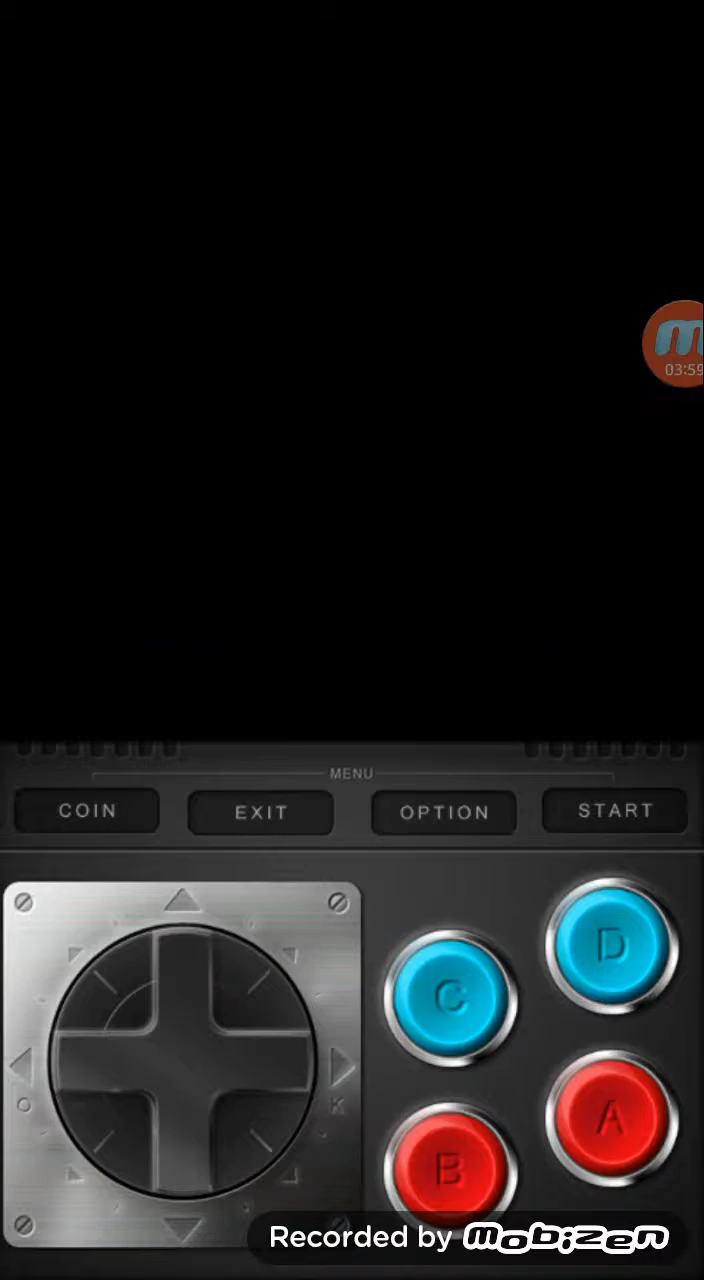 m
03:59
MENU
COIN
EXIT
OPTION
START
D
C
O
K
A
B
Recorded by mobizen